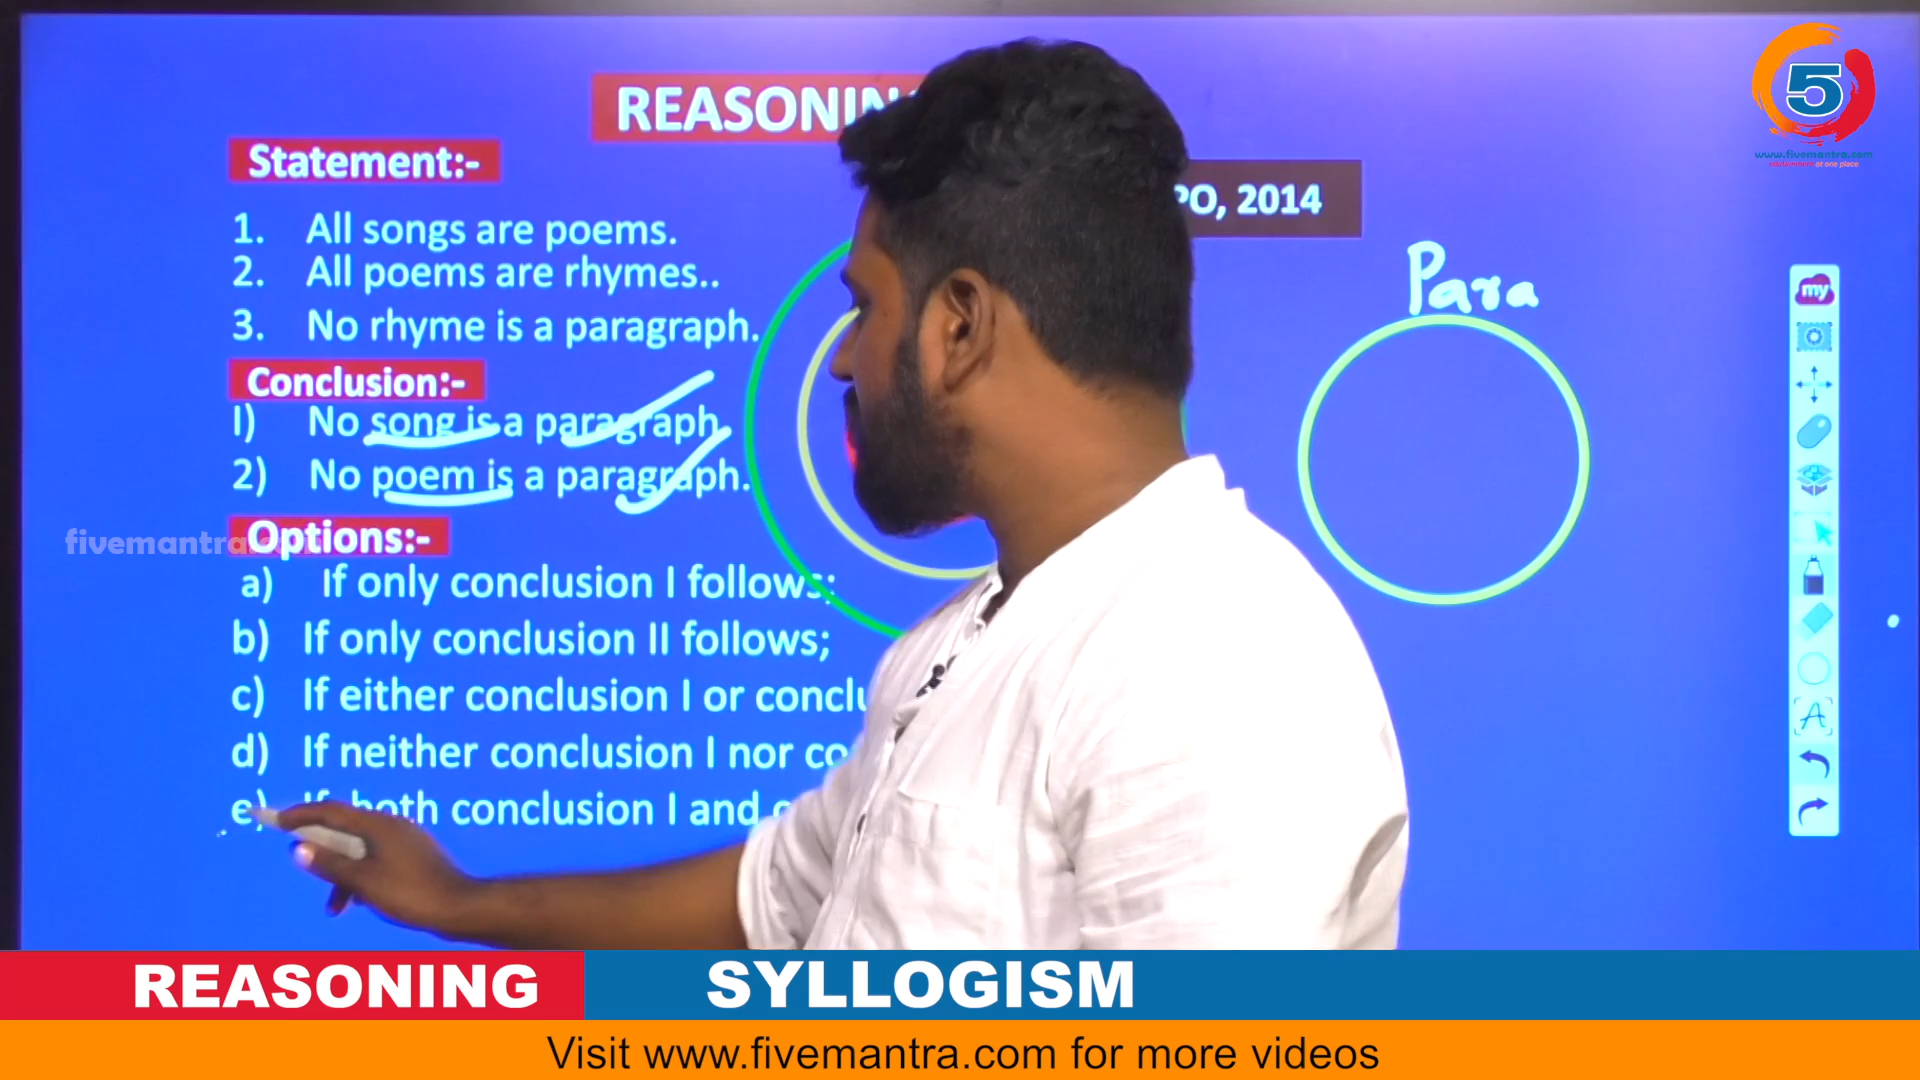 REASONIN
5
www.fivemantra.com
Statement:-
PO, 2014
1. All songs are poems.
2. All poems are rhymes..
3. No rhyme is a paragraph.
Para
my
Conclusion:-
I) No song is a paragraph
2) No poem is a paragraph.
fivemantra.com
Options:-
a) If only conclusion I follows;
b) If only conclusion II follows;
c) If either conclusion I or conclu
d) If neither conclusion I nor co
e) If both conclusion I and
A
REASONING
SYLLOGISM
Visit www.fivemantra.com for more videos